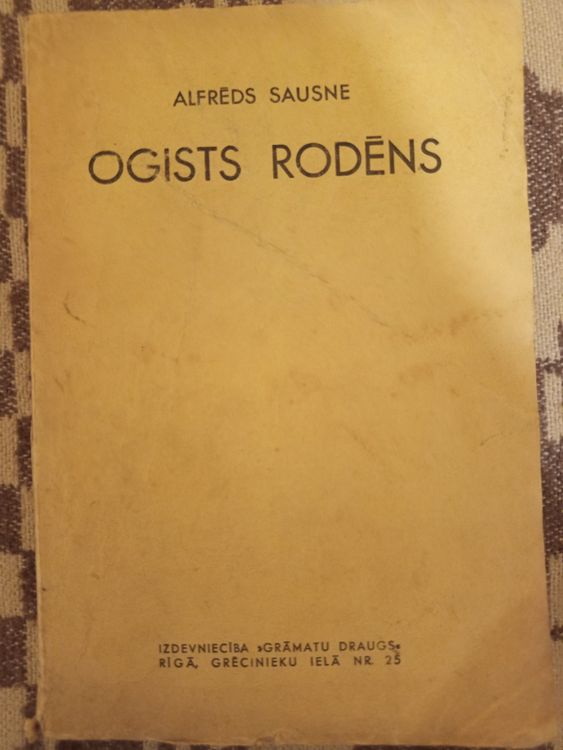 ALFRĒDS SAUSNE
OGISTS RODĒNS
IZDEVNIECĪBA »GRĀMATU DRAUGS«
RĪGĀ, GRĒCINIEKU IELĀ NR. 25